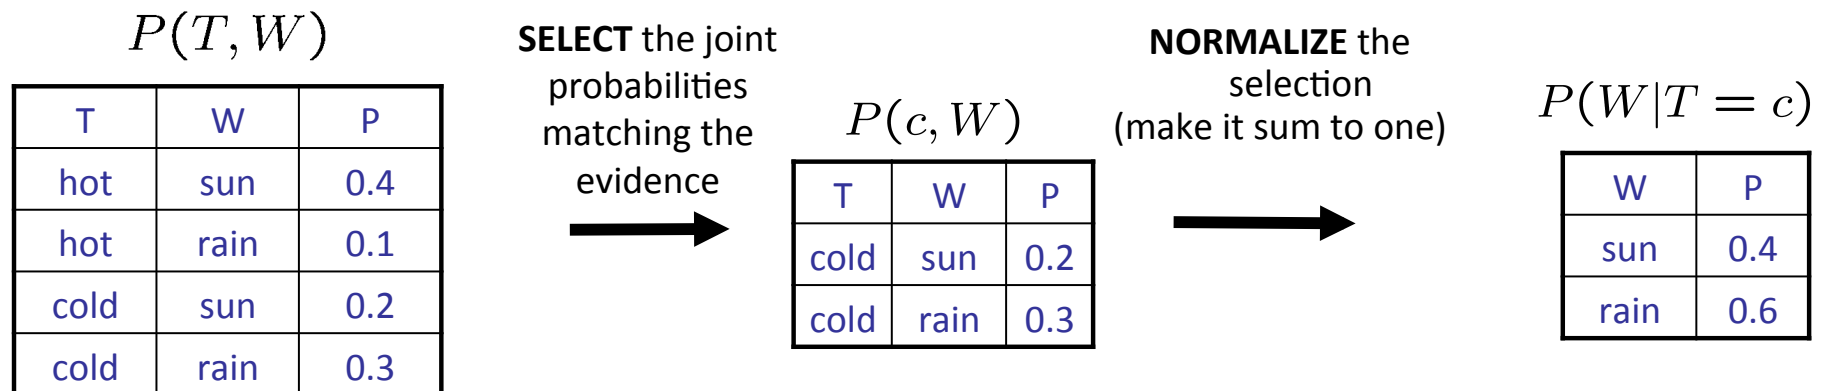 P(T, W)
T W P
hot sun 0.4
hot rain 0.1
cold sun 0.2
cold rain 0.3
SELECT the joint
probabilities
matching the
evidence
P(c, W)
T W P
cold sun 0.2
cold rain 0.3
NORMALIZE the
selection
(make it sum to one)
P(W|T = c)
W P
sun 0.4
rain 0.6